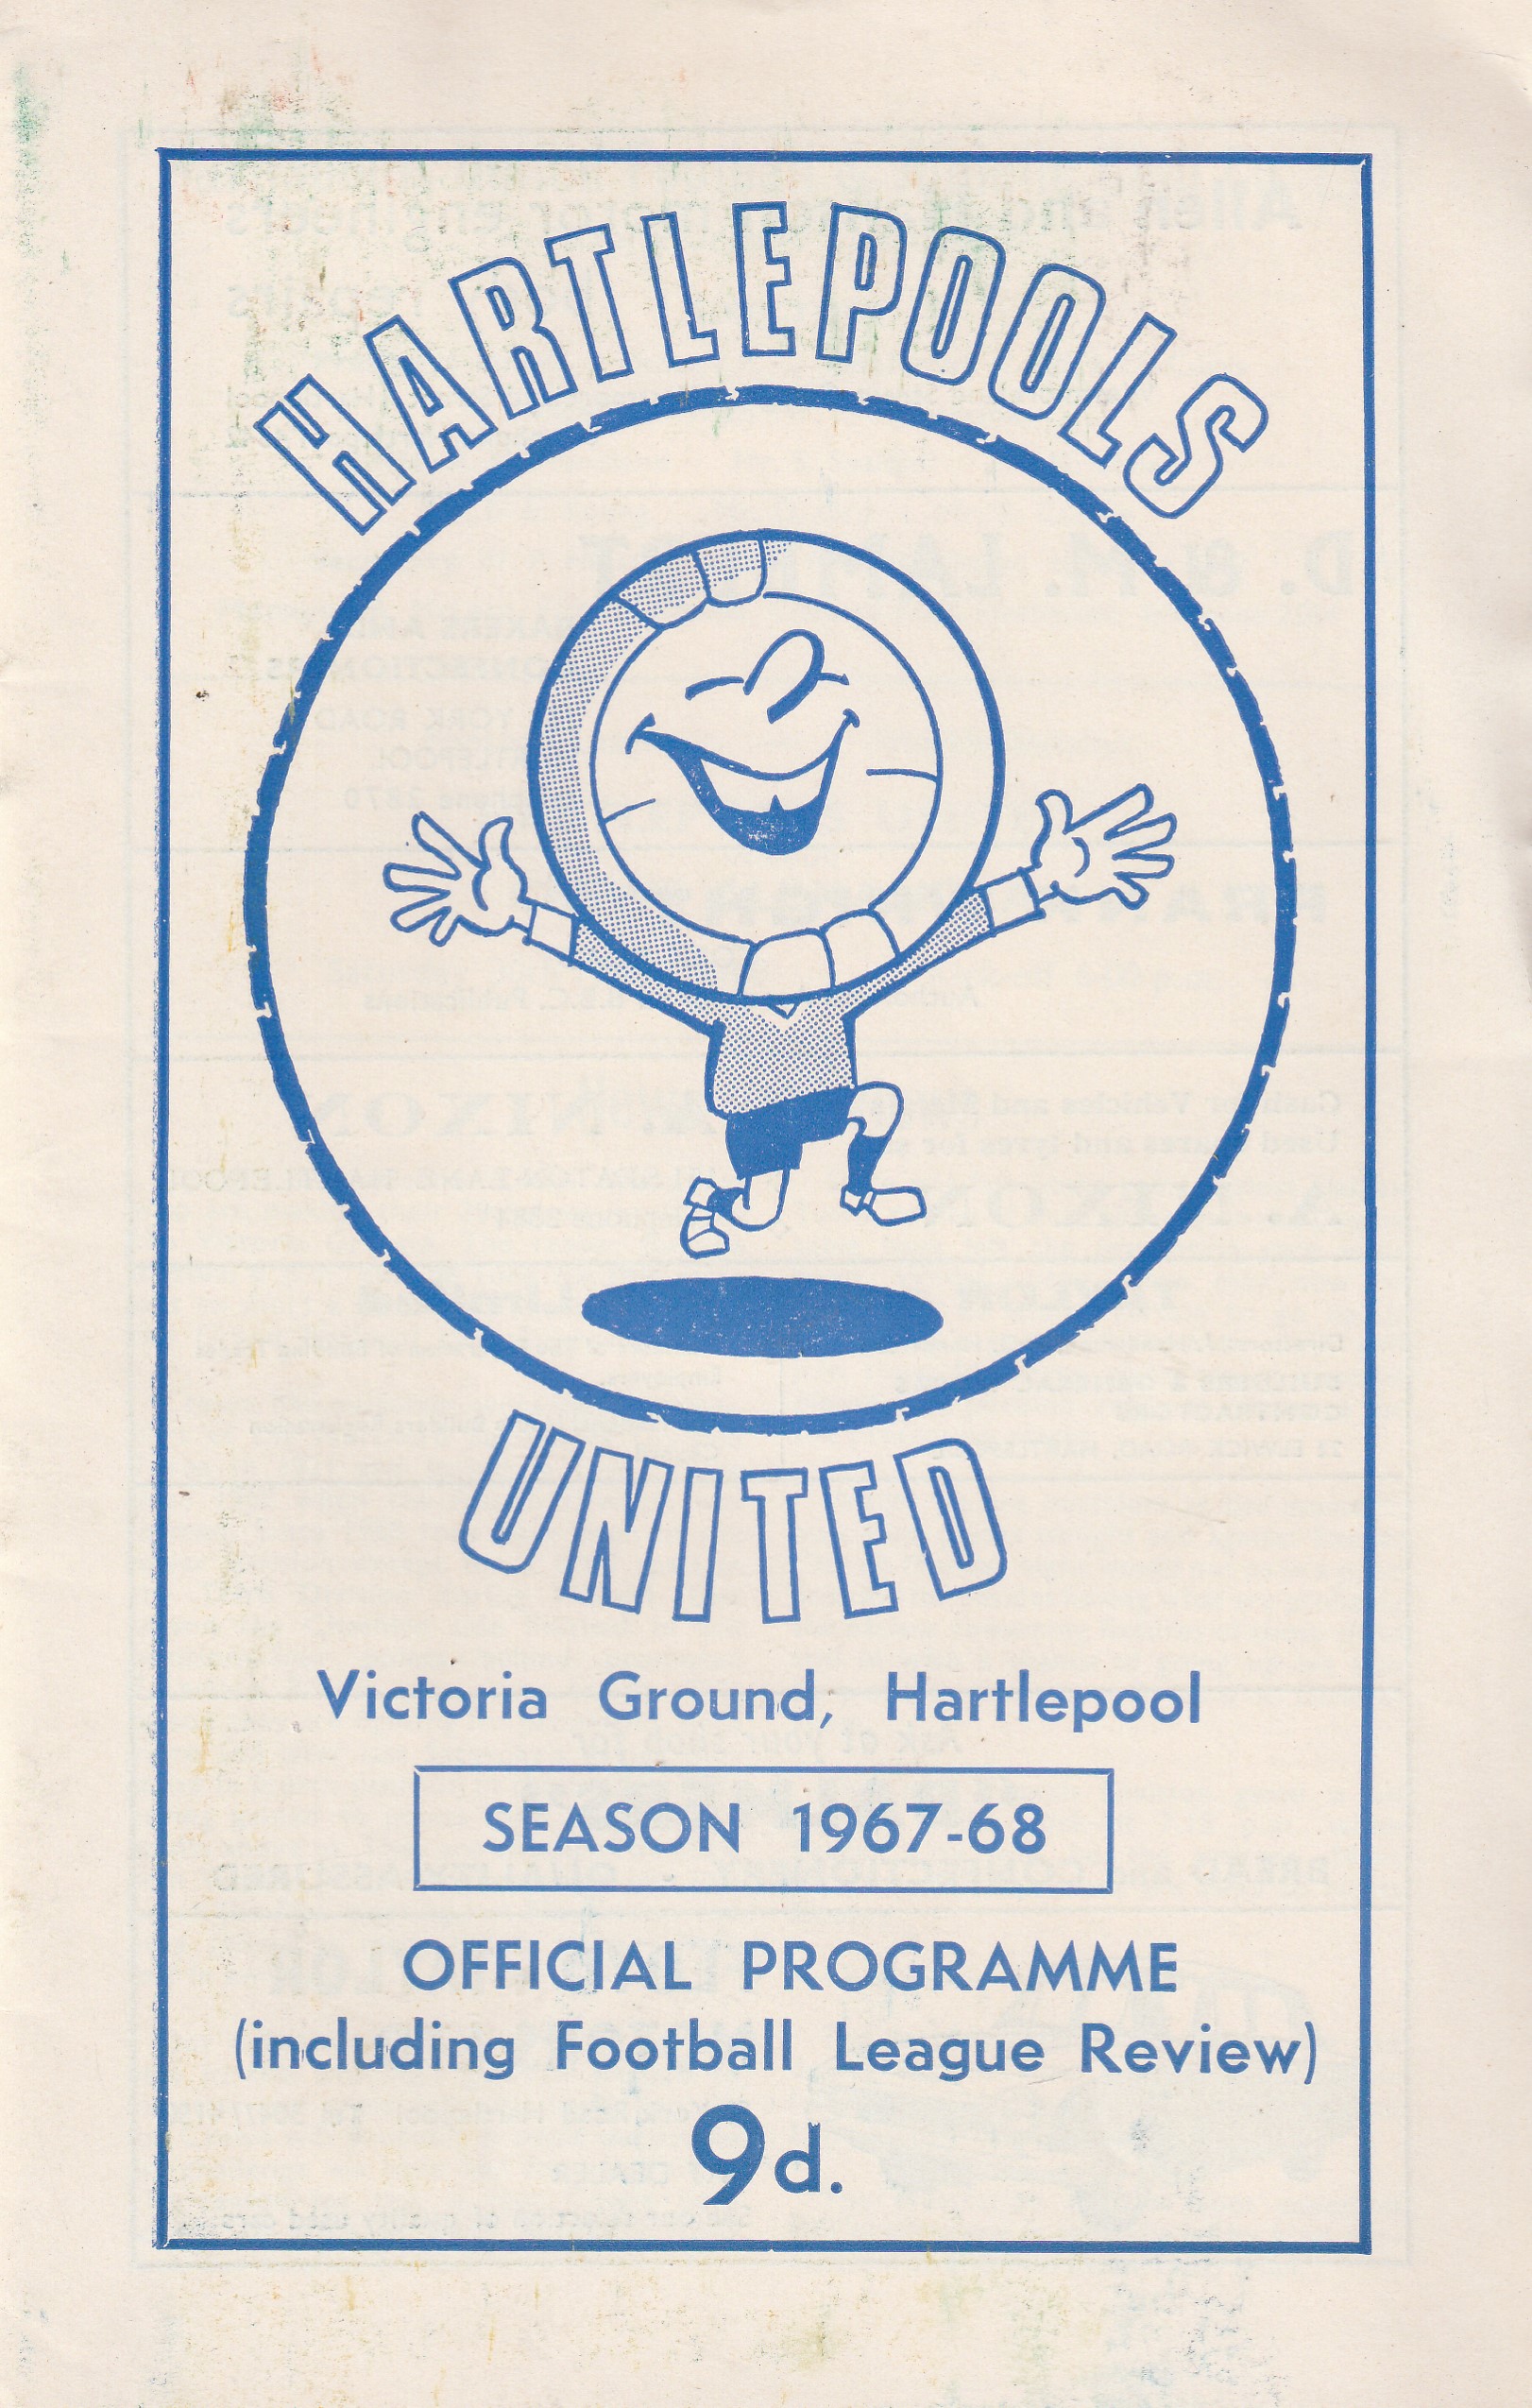 HARTLEPOOLS
UNITED
Victoria Ground, Hartlepool
SEASON 1967-68
OFFICIAL PROGRAMME
(including Football League Review)
9d.